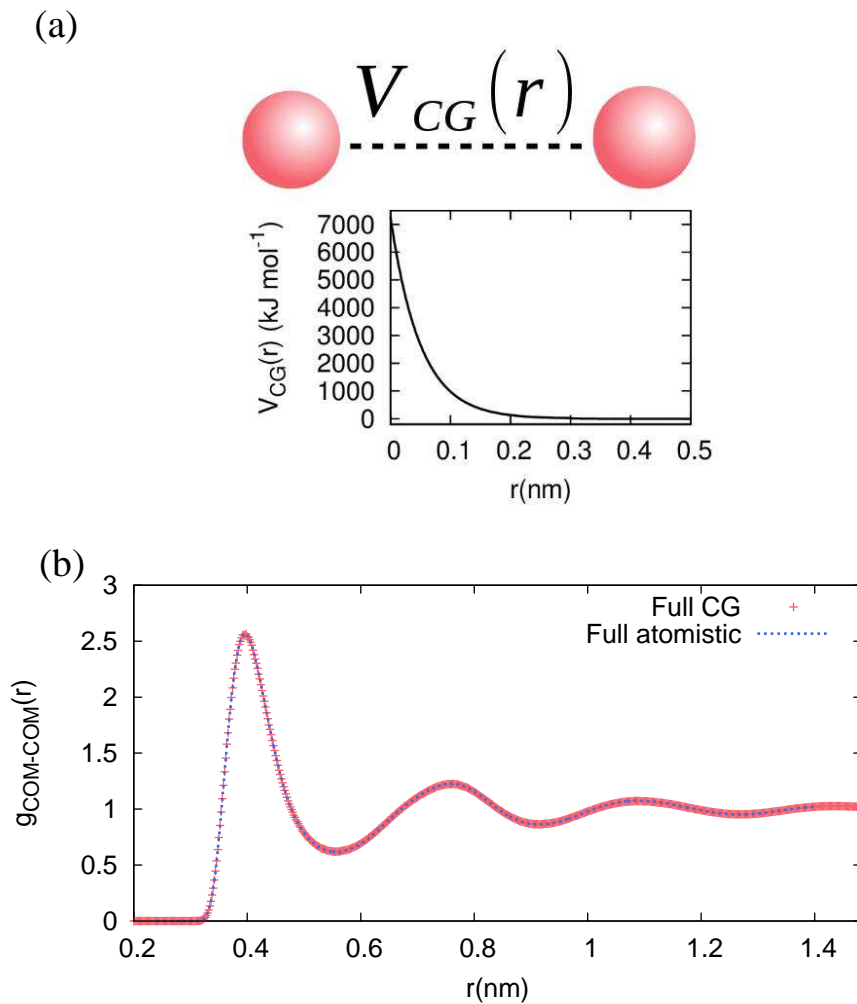 (a)
V_CG(r)
7000
6000
5000
4000
3000
2000
1000
0
V_CG(r) (kJ mol⁻¹)
0 0.1 0.2 0.3 0.4 0.5
r(nm)
(b)
3
2.5
2
1.5
1
0.5
0
g_COM-COM(r)
Full CG
Full atomistic
0.2 0.4 0.6 0.8 1 1.2 1.4
r(nm)